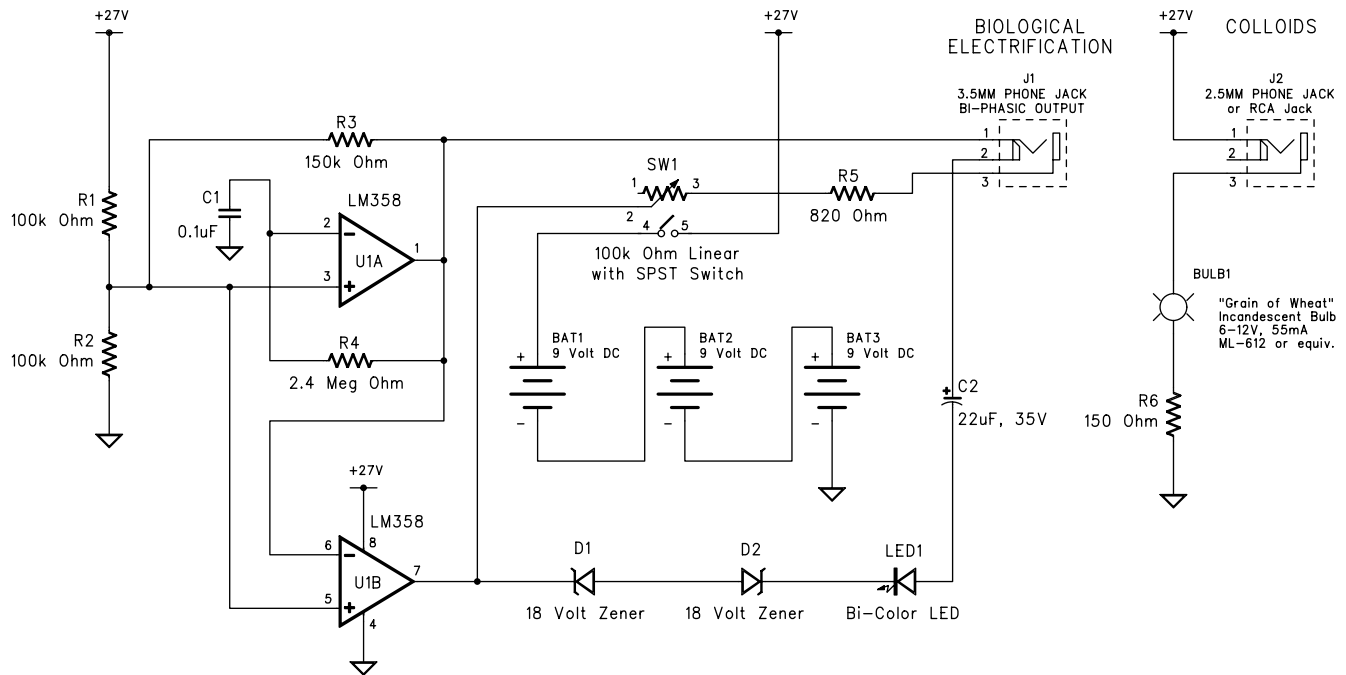 +27V
+27V
BIOLOGICAL
ELECTRIFICATION
+27V
COLLOIDS
J1
3.5MM PHONE JACK
BI-PHASIC OUTPUT
1
2
3
J2
2.5MM PHONE JACK
or RCA Jack
1
2
3
R3
150k Ohm
SW1
1
3
2
4
5
100k Ohm Linear
with SPST Switch
R5
820 Ohm
R1
100k Ohm
C1
0.1uF
LM358
2
3
1
U1A
R2
100k Ohm
R4
2.4 Meg Ohm
BAT1
9 Volt DC
+
-
BAT2
9 Volt DC
+
-
BAT3
9 Volt DC
+
-
BULB1
"Grain of Wheat"
Incandescent Bulb
6-12V, 55mA
ML-612 or equiv.
+
C2
22uF, 35V
R6
150 Ohm
+27V
LM358
8
6
5
7
4
U1B
D1
18 Volt Zener
D2
18 Volt Zener
LED1
Bi-Color LED